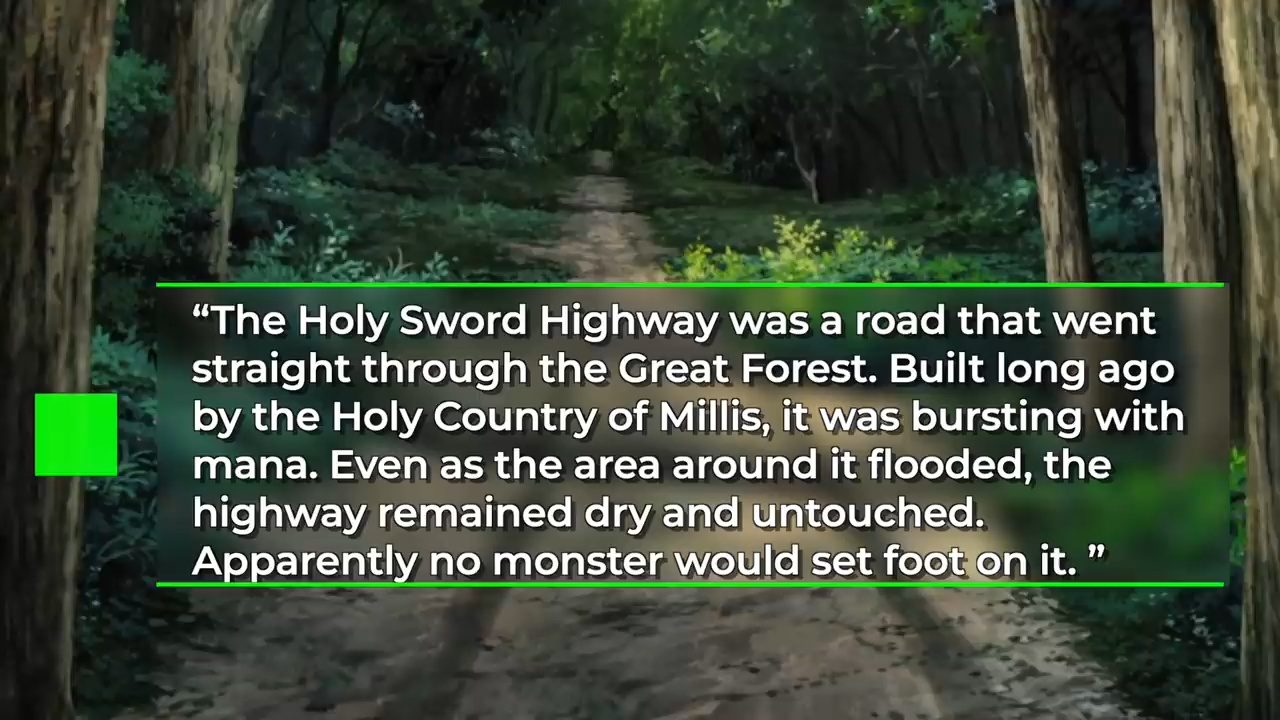 “The Holy Sword Highway was a road that went
straight through the Great Forest. Built long ago
by the Holy Country of Millis, it was bursting with
mana. Even as the area around it flooded, the
highway remained dry and untouched.
Apparently no monster would set foot on it. ”